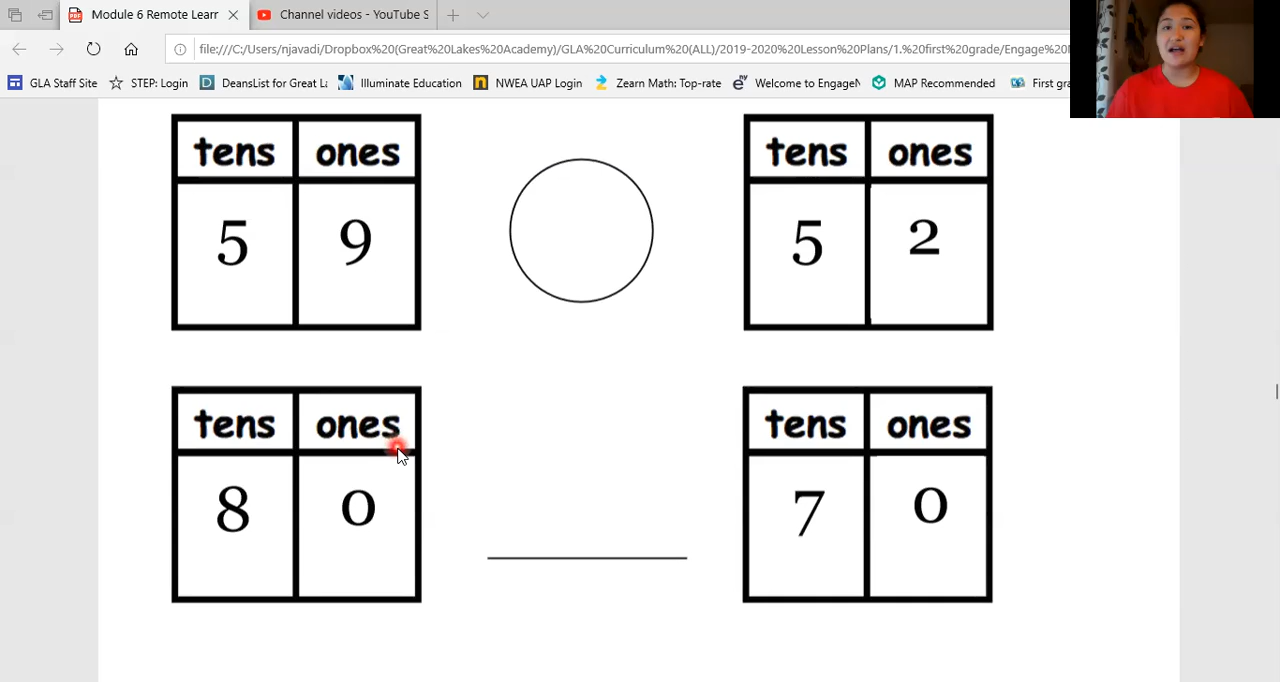 Module 6 Remote Learn
Channel videos - YouTube S
file:///C:/Users/njavadi/Dropbox%20(Great%20Lakes%20Academy)/GLA%20Curriculum%20(ALL)/2019-2020%20Lesson%20Plans/1.%20first%20grade/Engage%20
GLA Staff Site
STEP: Login
DeansList for Great La
Illuminate Education
NWEA UAP Login
Zearn Math: Top-rate
Welcome to EngageN
MAP Recommended
First gra
tens ones
5 9
tens ones
5 2
tens ones
8 0
tens ones
7 0